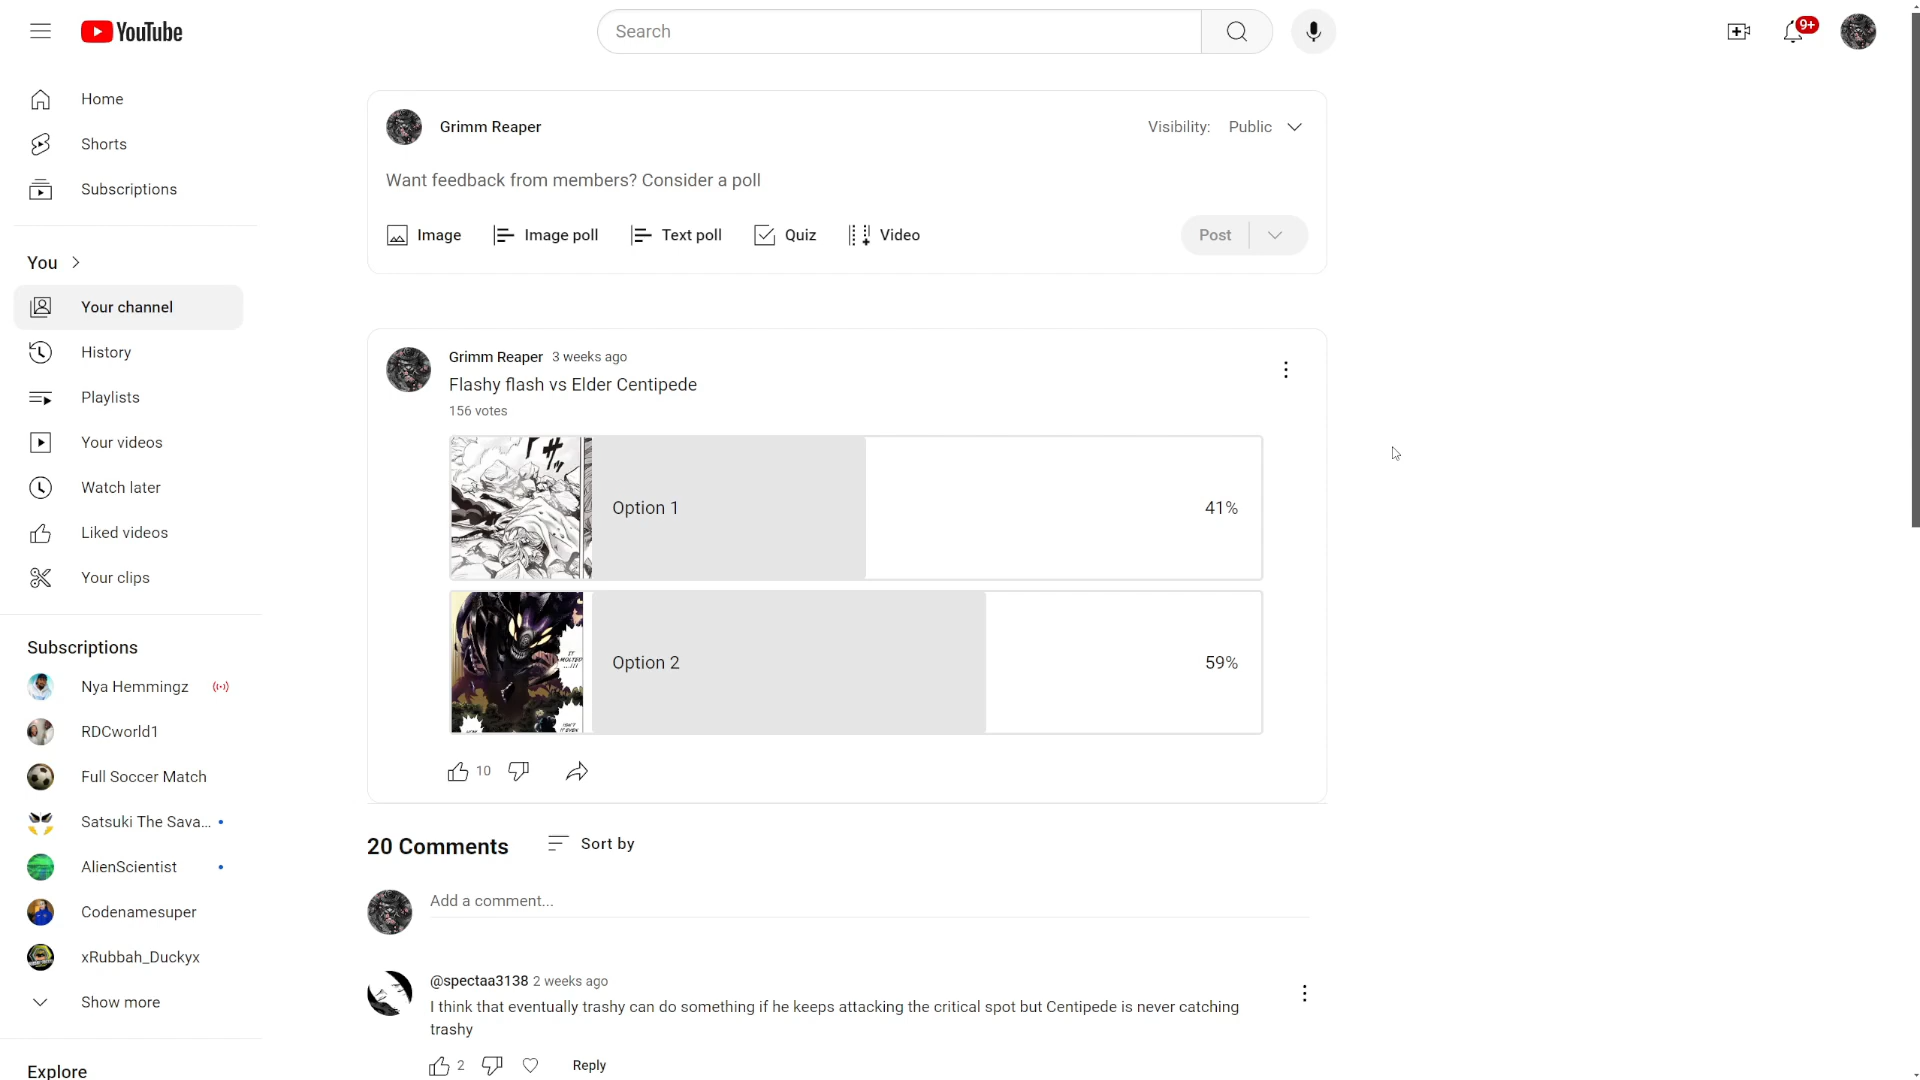 YouTube
Search
9+
Home
Shorts
Subscriptions
You
Your channel
History
Playlists
Your videos
Watch later
Liked videos
Your clips
Subscriptions
Nya Hemmingz
RDCworld1
Full Soccer Match
Satsuki The Sava...
AlienScientist
Codenamesuper
xRubbah_Duckyx
Show more
Explore
Grimm Reaper
Visibility: Public
Want feedback from members? Consider a poll
Image Image poll Text poll Quiz Video Post
Grimm Reaper 3 weeks ago
Flashy flash vs Elder Centipede
156 votes
Option 1 41%
IT
MOLTED
...!!!
Option 2 59%
10
20 Comments Sort by
Add a comment...
@spectaa3138 2 weeks ago
I think that eventually trashy can do something if he keeps attacking the critical spot but Centipede is never catching
trashy
2 Reply